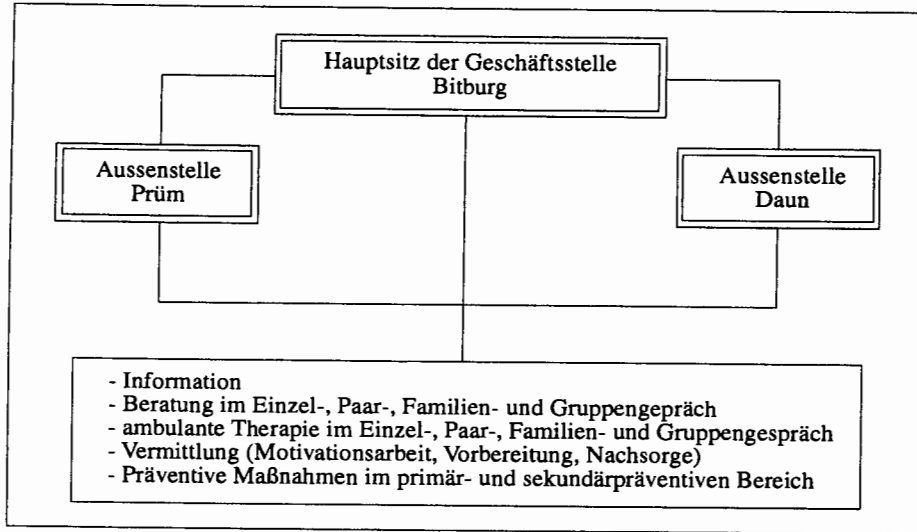 Hauptsitz der Geschäftsstelle
Bitburg
Aussenstelle
Prüm
Aussenstelle
Daun
- Information
- Beratung im Einzel-, Paar-, Familien- und Gruppengepräch
- ambulante Therapie im Einzel-, Paar-, Familien- und Gruppengespräch
- Vermittlung (Motivationsarbeit, Vorbereitung, Nachsorge)
- Präventive Maßnahmen im primär- und sekundärpräventiven Bereich